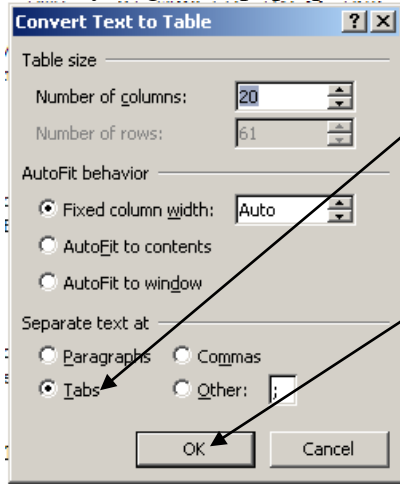 Convert Text to Table
Table size
Number of columns: 20
Number of rows: 61
AutoFit behavior
Fixed column width: Auto
AutoFit to contents
AutoFit to window
Separate text at
Paragraphs Commas
Tabs Other: ;
OK Cancel